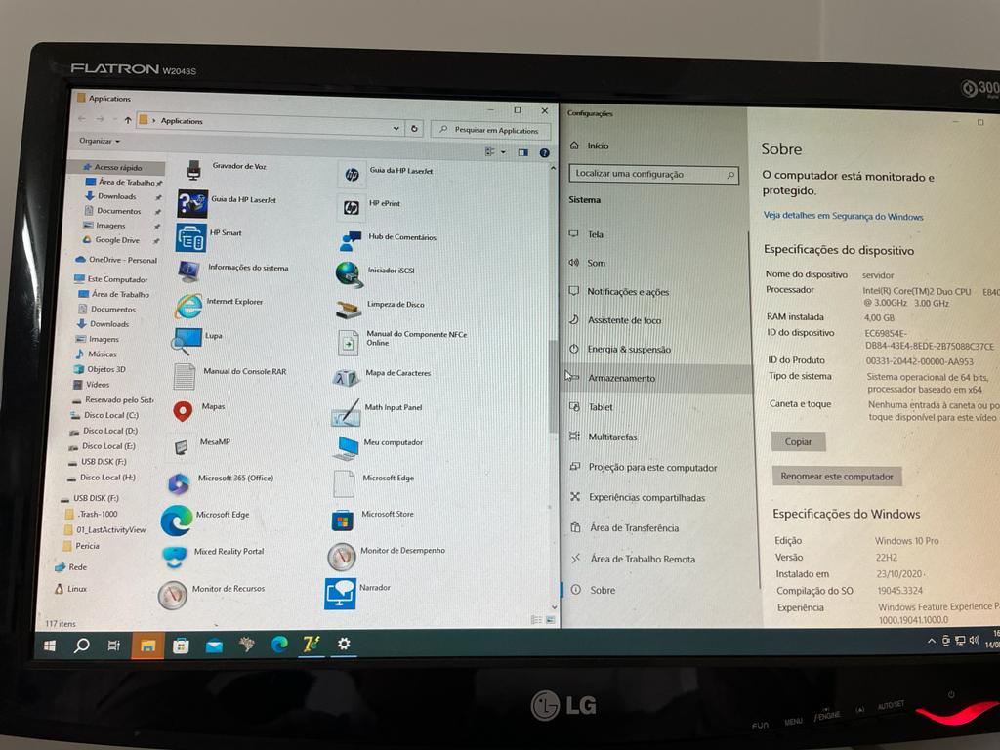 FLATRON W2043S
300
Applications
Applications
Pesquisar em Applications
Organizar
Acesso rápido
Área de Trabalho
Downloads
Documentos
Imagens
Google Drive
OneDrive - Personal
Este Computador
Área de Trabalho
Documentos
Downloads
Imagens
Músicas
Objetos 3D
Vídeos
Reservado pelo Sist
Disco Local (C:)
Disco Local (D:)
Disco Local (E:)
USB DISK (F:)
Disco Local (H:)
USB DISK (F:)
.Trash-1000
01_LastActivityView
Pericia
Rede
Linux
117 itens
Gravador de Voz
Guia da HP LaserJet
Guia da HP LaserJet
HP ePrint
HP Smart
Hub de Comentários
Informações do sistema
Iniciador iSCSI
Internet Explorer
Limpeza de Disco
Lupa
Manual do Componente NFCe
Online
Manual do Console RAR
Mapa de Caracteres
Mapas
Math Input Panel
MesaMP
Meu computador
Microsoft 365 (Office)
Microsoft Edge
Microsoft Edge
Microsoft Store
Mixed Reality Portal
Monitor de Desempenho
Monitor de Recursos
Narrador
Configurações
Início
Localizar uma configuração
Sistema
Tela
Som
Notificações e ações
Assistente de foco
Energia & suspensão
Armazenamento
Tablet
Multitarefas
Projeção para este computador
Experiências compartilhadas
Área de Transferência
Área de Trabalho Remota
Sobre
Sobre
O computador está monitorado e
protegido.
Veja detalhes em Segurança do Windows
Especificações do dispositivo
Nome do dispositivo servidor
Processador Intel(R) Core(TM)2 Duo CPU E840
@ 3.00GHz 3.00 GHz
RAM instalada 4,00 GB
ID do dispositivo EC69854E-
DB84-43E4-8EDE-2B75088C37CE
ID do Produto 00331-20442-00000-AA953
Tipo de sistema Sistema operacional de 64 bits,
processador baseado em x64
Caneta e toque Nenhuma entrada à caneta ou po
toque disponível para este vídeo
Copiar
Renomear este computador
Especificações do Windows
Edição Windows 10 Pro
Versão 22H2
Instalado em 23/10/2020
Compilação do SO 19045.3324
Experiência Windows Feature Experience P
1000.19041.1000.0
16
14/0
LG
FUN MENU f-ENGINE AUTO/SET